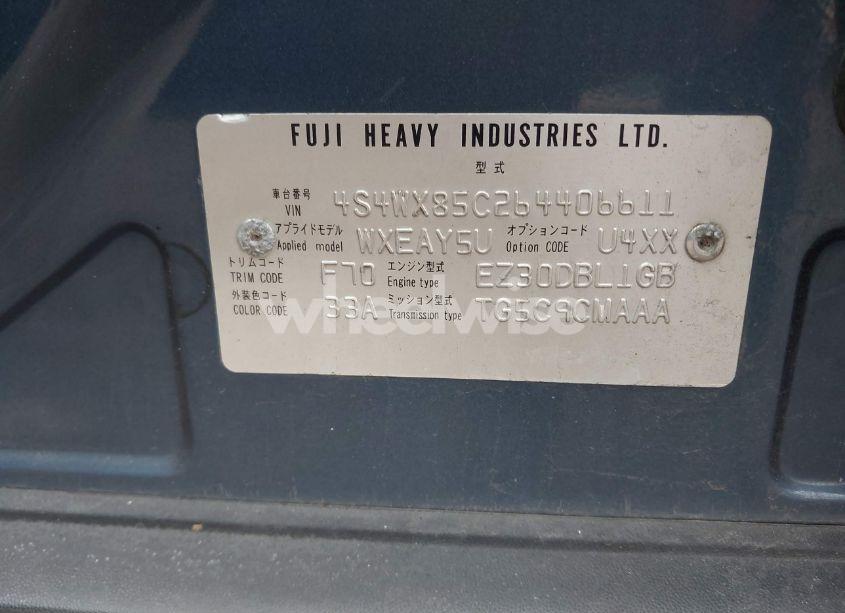 FUJI HEAVY INDUSTRIES LTD.
型式
車台番号 VIN 4S4WX85C264406611
アプライドモデル Applied model WXEAY5U オプションコード Option CODE U4XX
トリムコード TRIM CODE F70 エンジン型式 Engine type EZ30DBL1GB
外装色コード COLOR CODE 33A ミッション型式 Transmission type TG5C9CMAAA
wheelwise